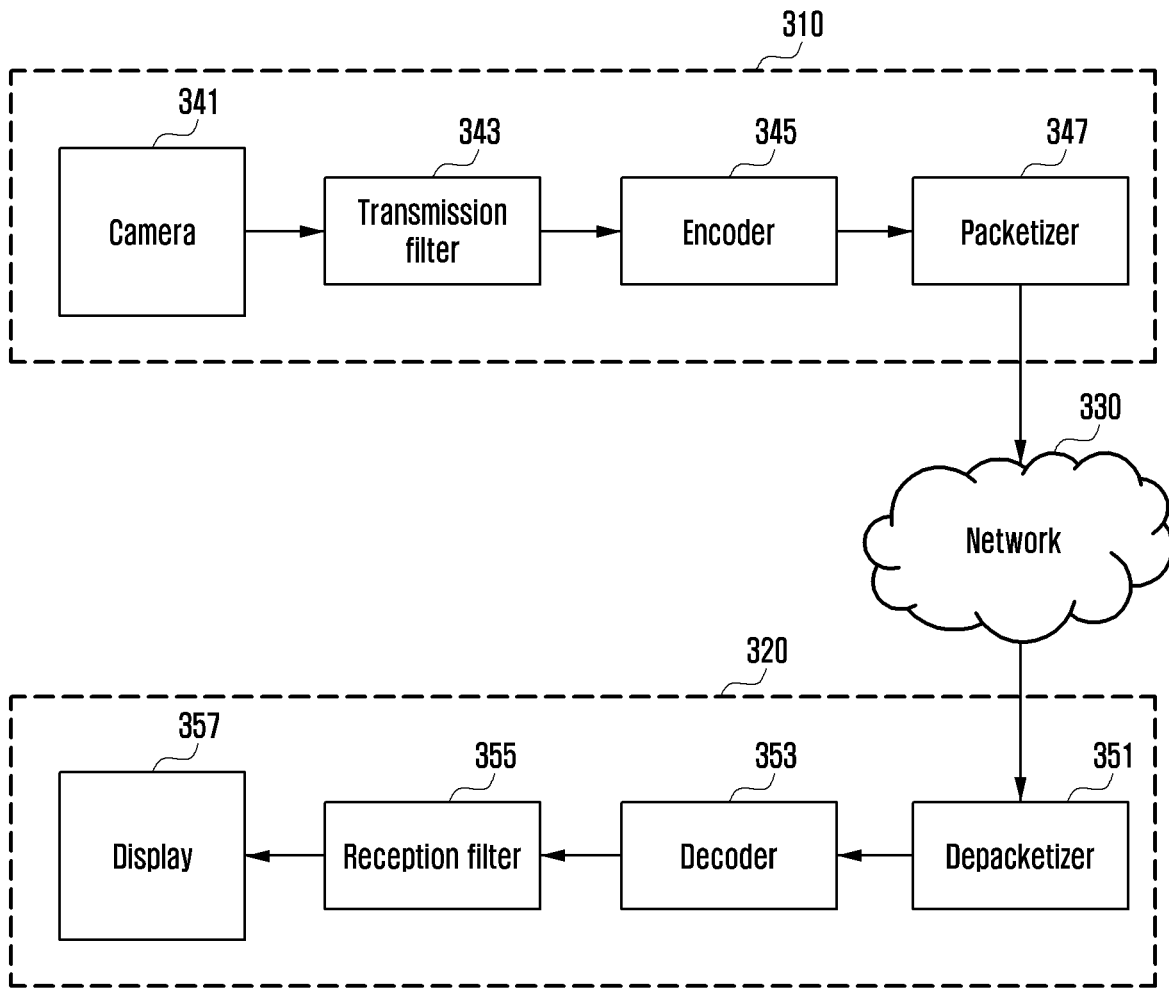 310
341
343
345
347
Camera
Transmission
filter
Encoder
Packetizer
330
Network
320
357
355
353
351
Display
Reception filter
Decoder
Depacketizer